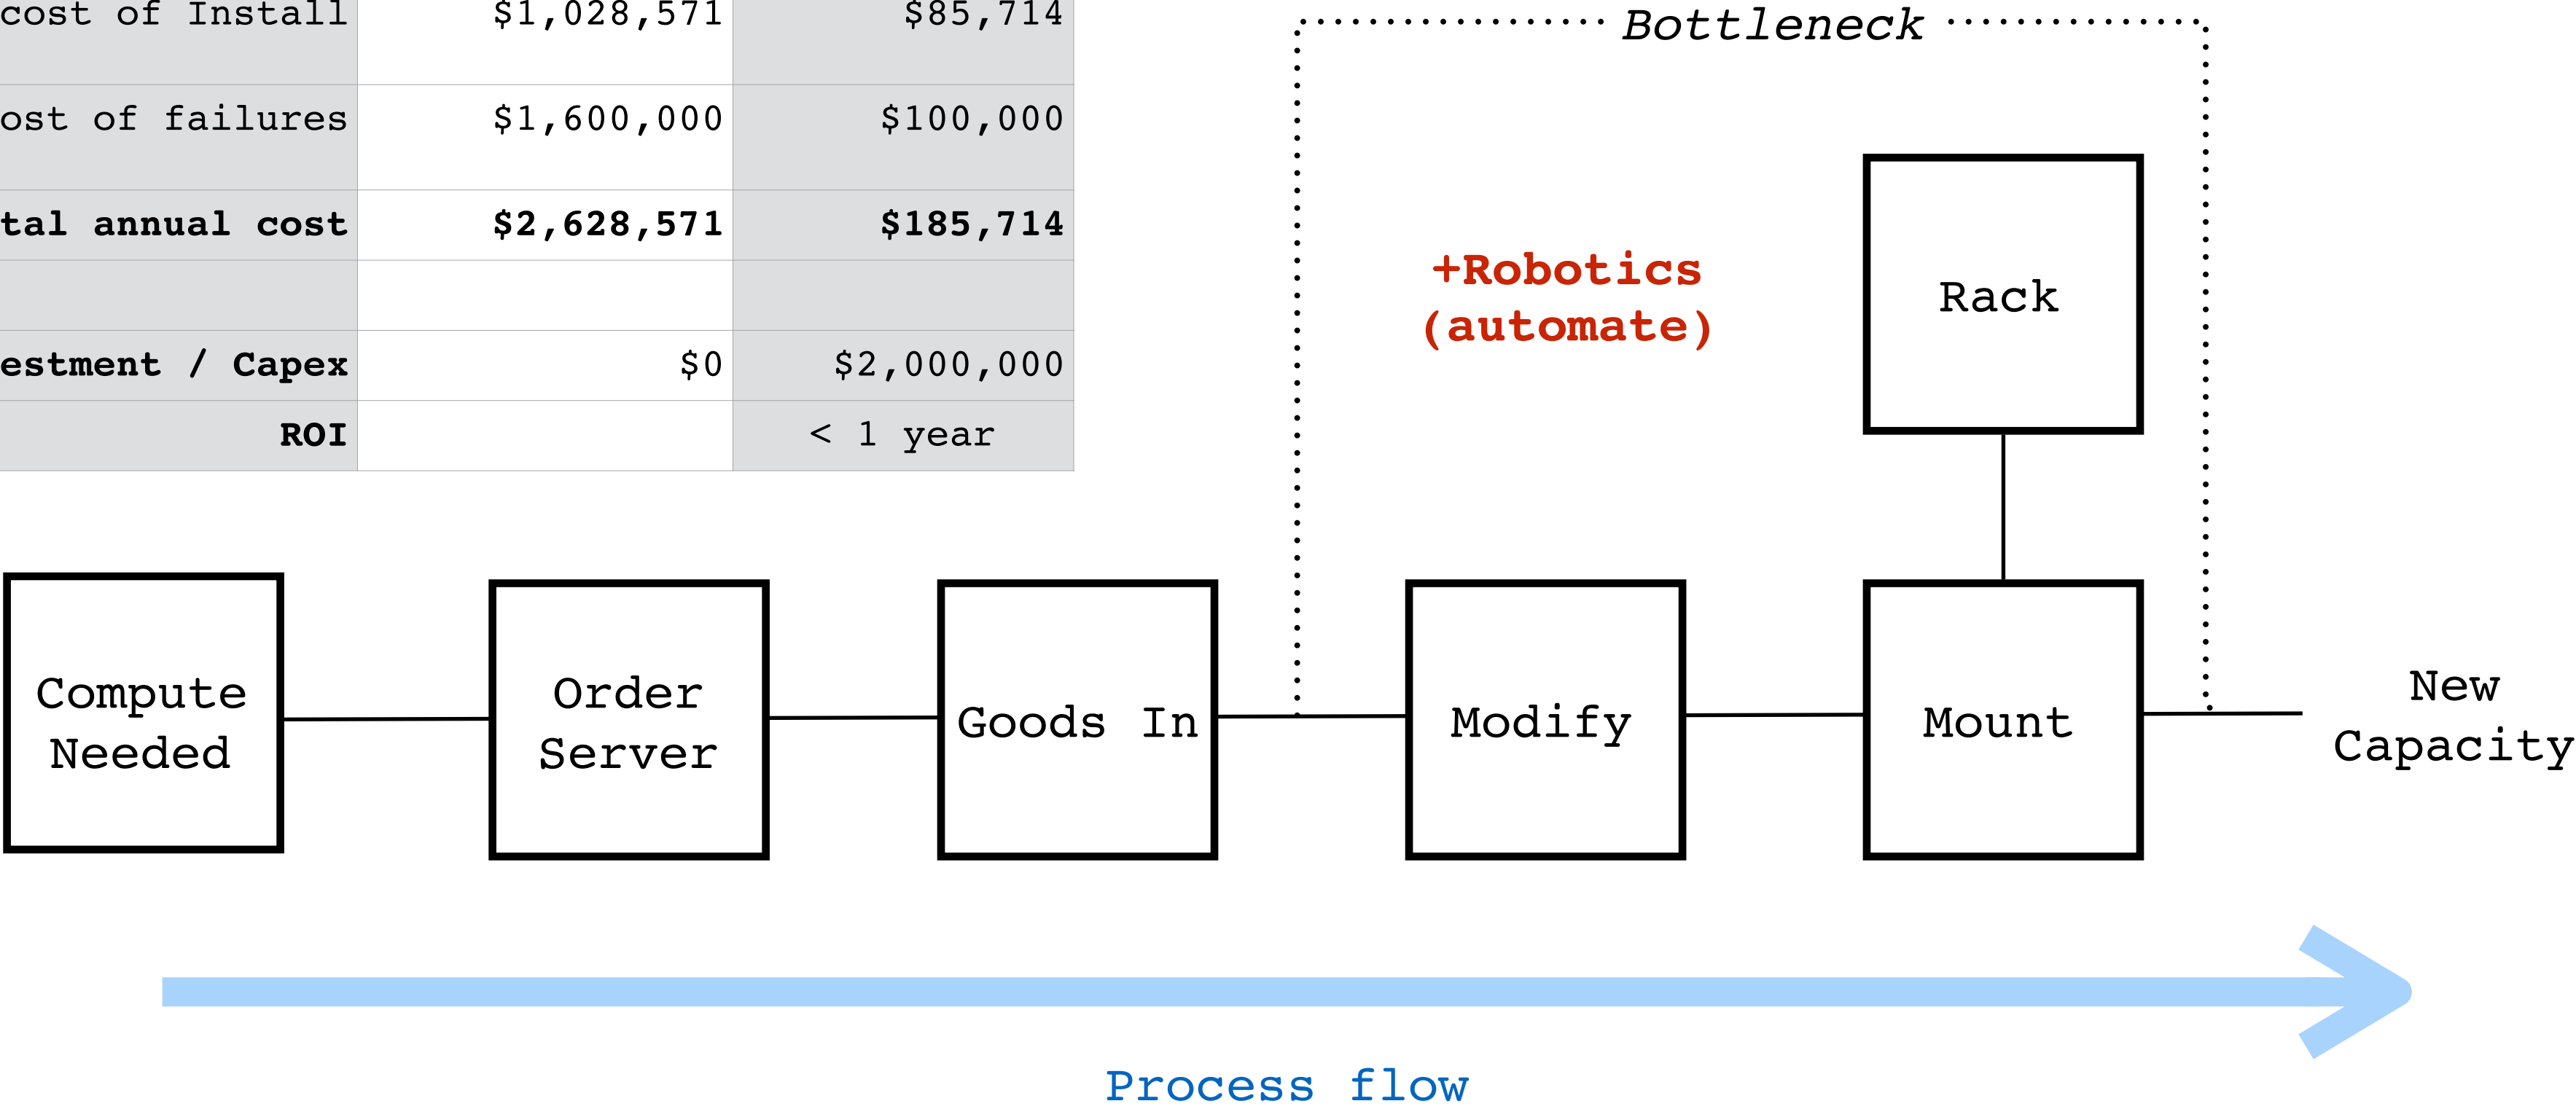 cost of Install $1,028,571 $85,714
ost of failures $1,600,000 $100,000
tal annual cost $2,628,571 $185,714
estment / Capex $0 $2,000,000
ROI < 1 year
Bottleneck
+Robotics
(automate)
Rack
Compute
Needed
Order
Server
Goods In
Modify
Mount
New
Capacity
Process flow